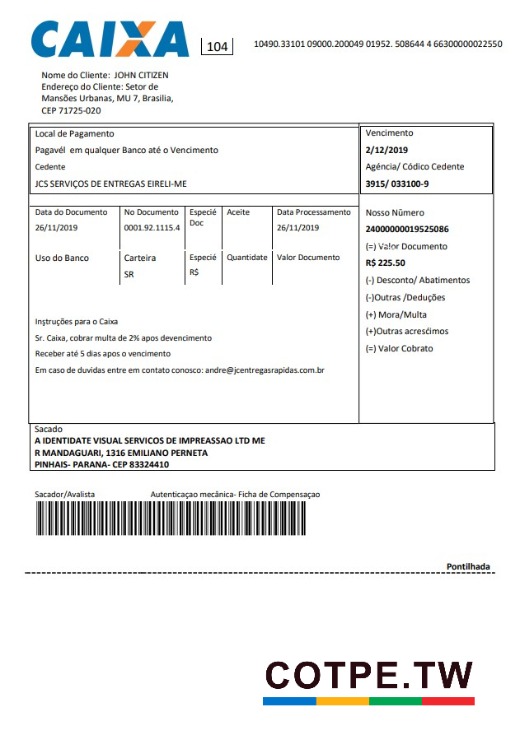 CAIXA
104
10490.33101 09000.200049 01952. 508644 4 66300000022550
Nome do Cliente: JOHN CITIZEN
Endereço do Cliente: Setor de
Mansões Urbanas, MU 7, Brasilia,
CEP 71725-020
Local de Pagamento
Pagavél em qualquer Banco até o Vencimento
Cedente
JCS SERVIÇOS DE ENTREGAS EIRELI-ME
Vencimento
2/12/2019
Agéncia/ Códico Cedente
3915/ 033100-9
Data do Documento
26/11/2019
No Documento
0001.92.1115.4
Especié
Doc
Aceite
Data Processamento
26/11/2019
Uso do Banco
Carteira
SR
Especié
R$
Quantidate
Valor Documento
Nosso Nűmero
24000000019525086
(=) Valor Documento
R$ 225.50
(-) Desconto/ Abatimentos
(-)Outras /Deduções
(+) Mora/Multa
(+)Outras acrescimos
(=) Valor Cobrato
Instruções para o Caixa
Sr. Caixa, cobrar multa de 2% apos devencimento
Receber até 5 dias apos o vencimento
Em caso de duvidas entre em contato conosco: andre@jcentregasrapidas.com.br
Sacado
A IDENTIDATE VISUAL SERVICOS DE IMPREASSAO LTD ME
R MANDAGUARI, 1316 EMILIANO PERNETA
PINHAIS- PARANA- CEP 83324410
Sacador/Avalista
Autenticaçao mecânica- Ficha de Compensaçao
Pontilhada
COTPE.TW